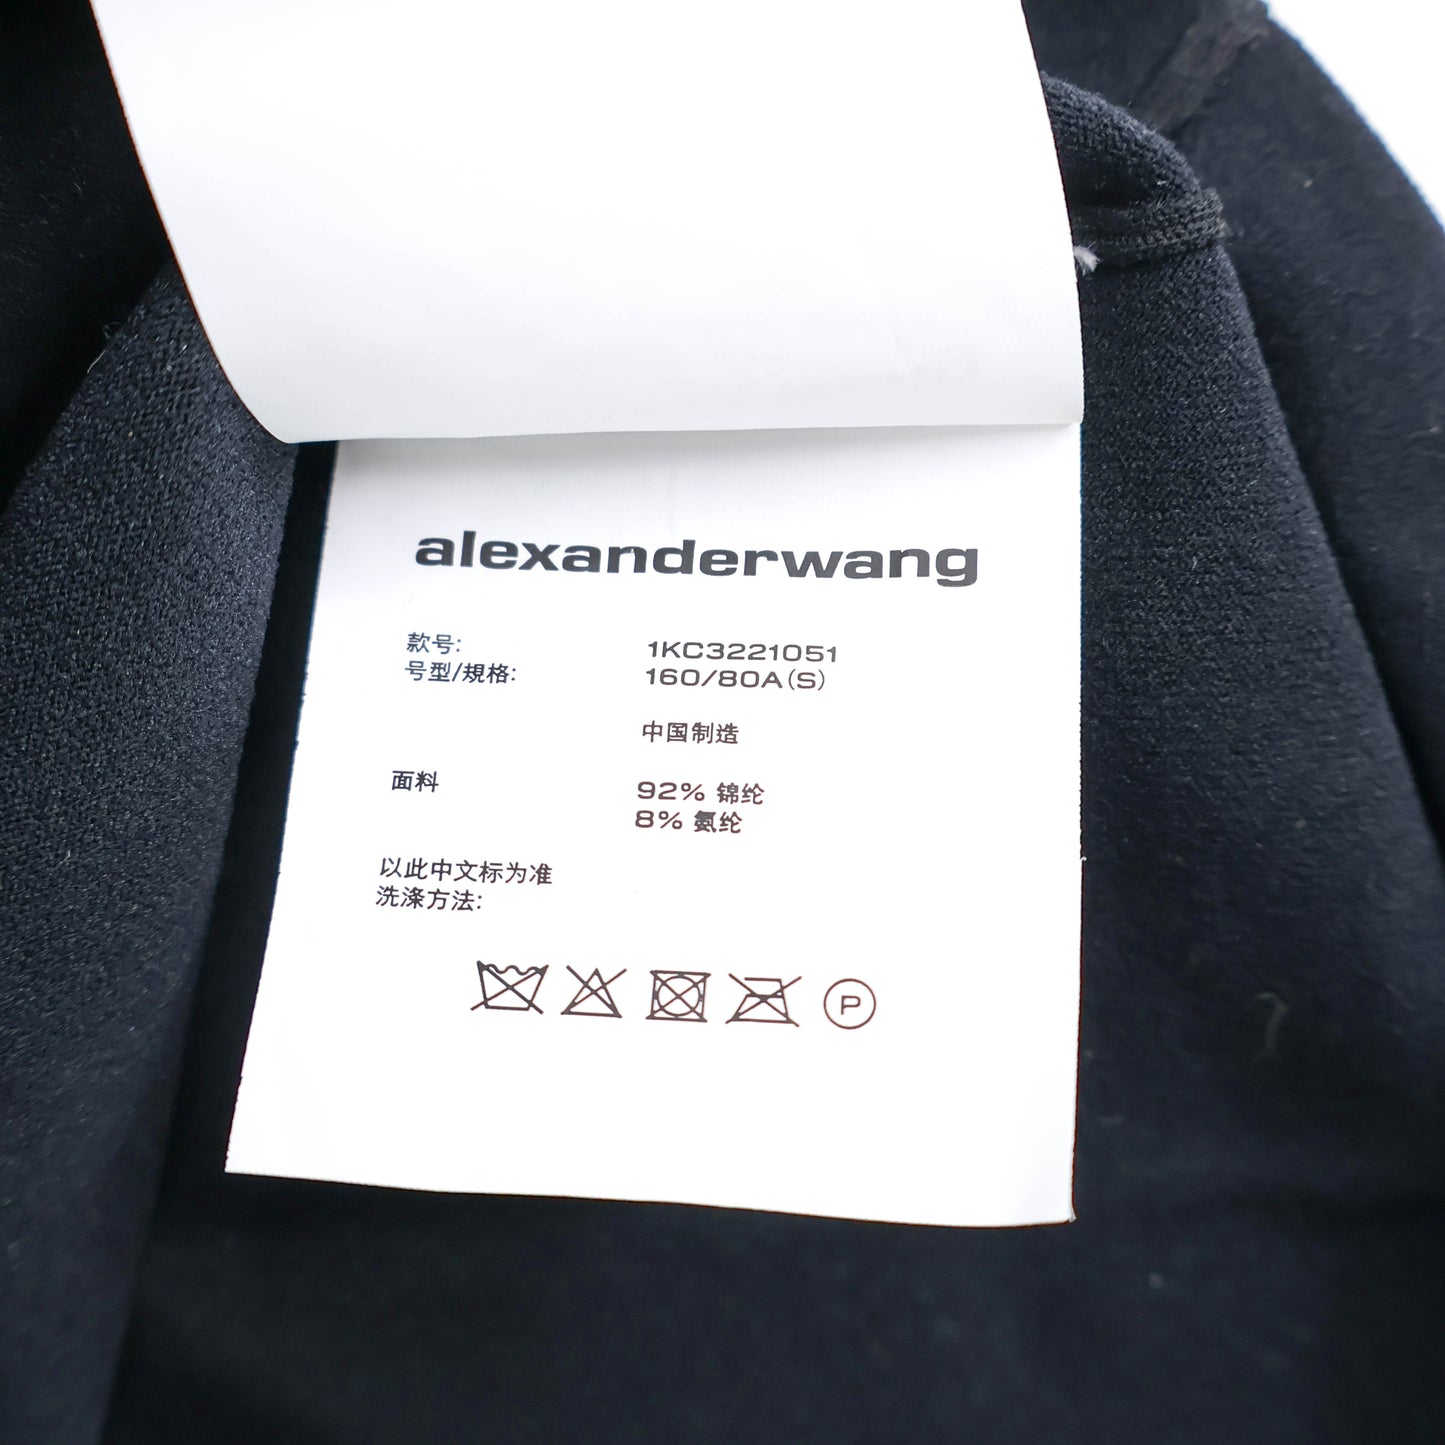 alexanderwang
款号: 1KC3221051
号型/規格: 160/80A(S)
中国制造
面料 92% 锦纶
8% 氨纶
以此中文标为准
洗涤方法:
P